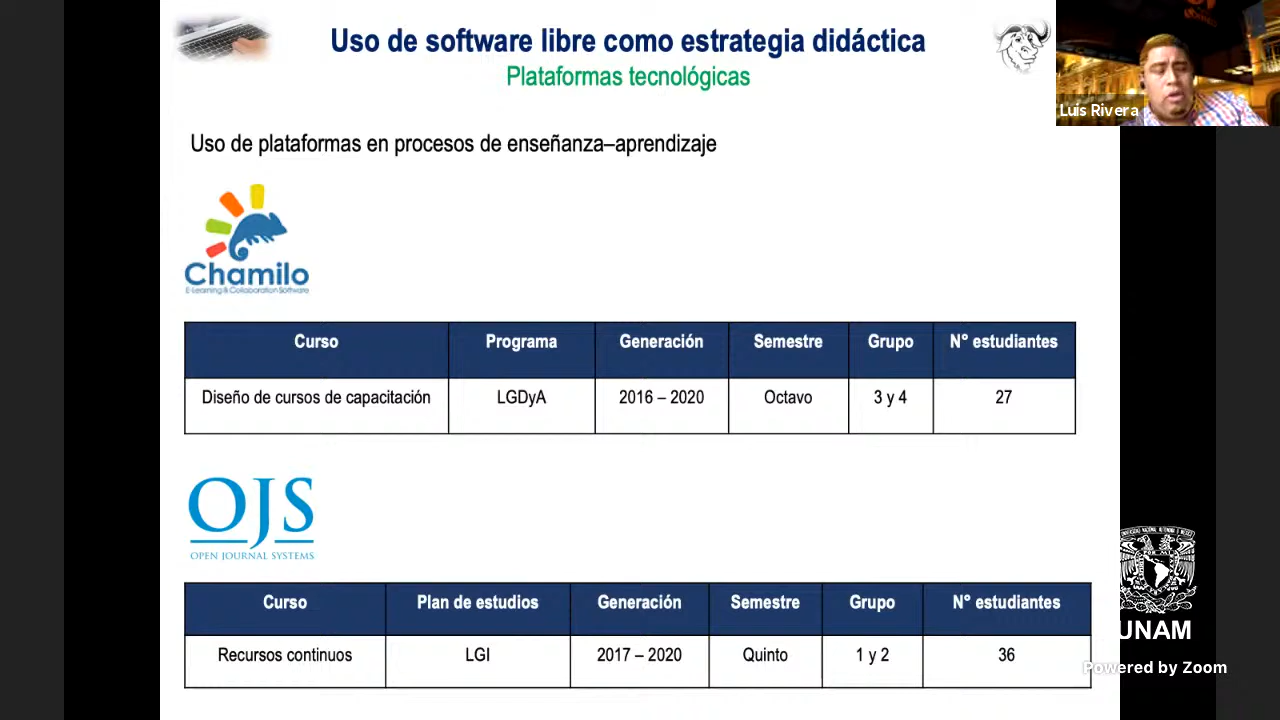 Uso de software libre como estrategia didáctica
Plataformas tecnológicas
Luis Rivera
Uso de plataformas en procesos de enseñanza–aprendizaje
Chamilo
E-Learning & Collaboration Software
Curso Programa Generación Semestre Grupo N° estudiantes
Diseño de cursos de capacitación LGDyA 2016 – 2020 Octavo 3 y 4 27
OJS
OPEN JOURNAL SYSTEMS
Curso Plan de estudios Generación Semestre Grupo N° estudiantes
Recursos continuos LGI 2017 – 2020 Quinto 1 y 2 36
UNAM
Powered by Zoom